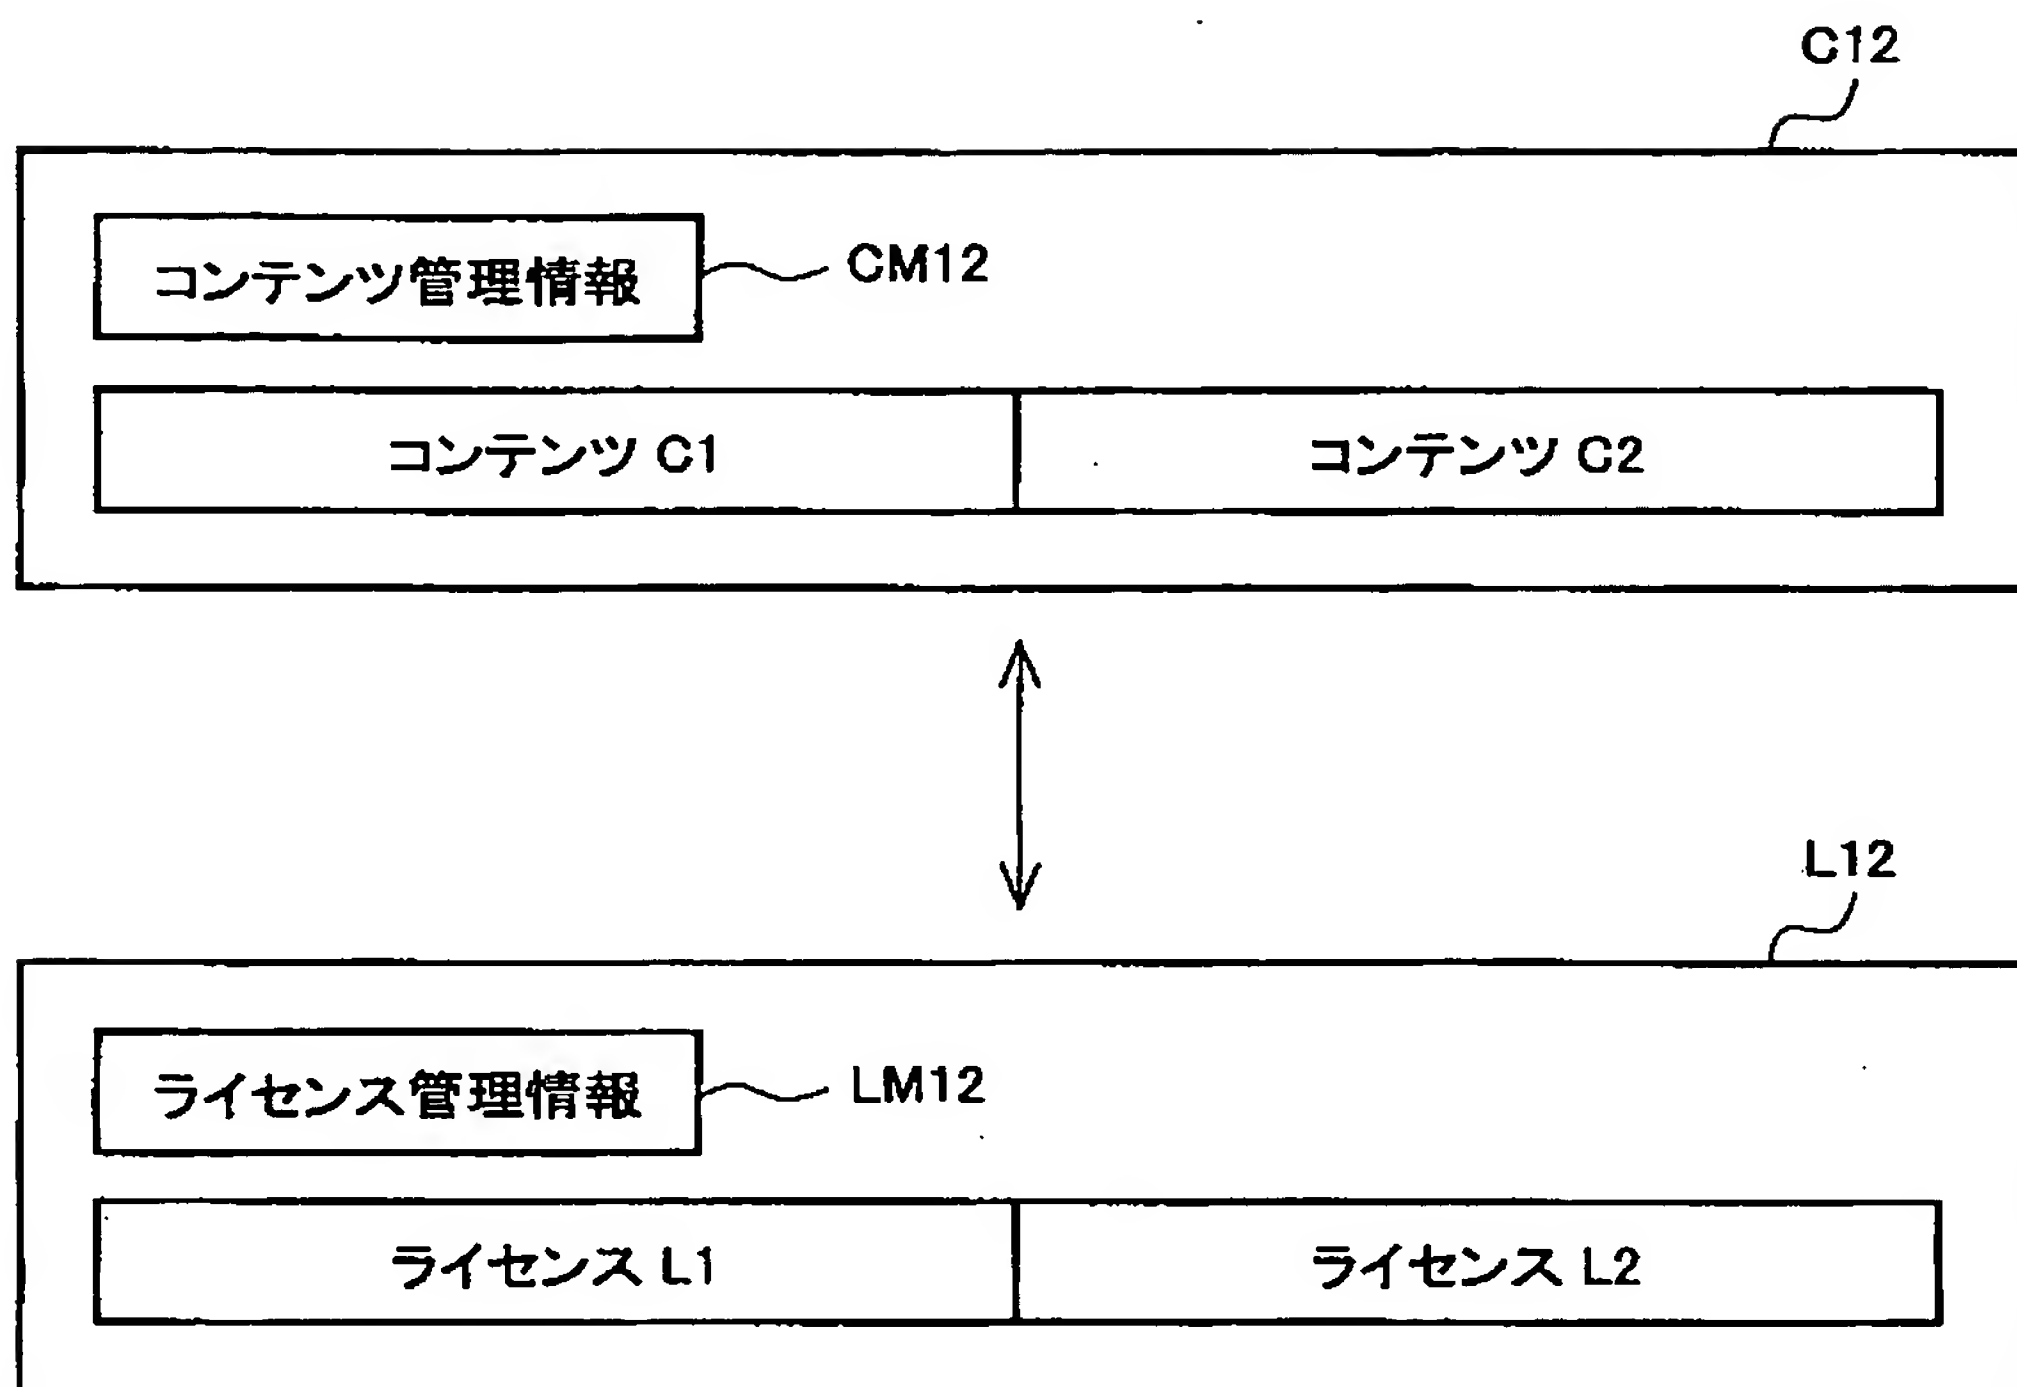 C12
コンテンツ管理情報
CM12
コンテンツ C1
コンテンツ C2
L12
ライセンス管理情報
LM12
ライセンス L1
ライセンス L2